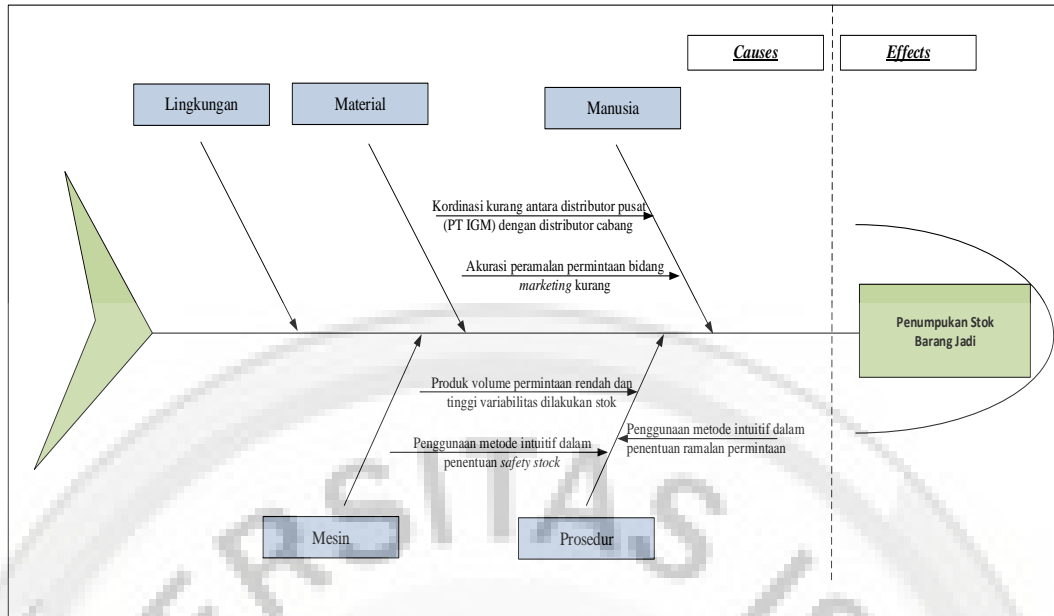 Causes
Effects
Lingkungan
Material
Manusia
Kordinasi kurang antara distributor pusat
(PT IGM) dengan distributor cabang
Akurasi peramalan permintaan bidang
marketing kurang
Penumpukan Stok
Barang Jadi
Produk volume permintaan rendah dan
tinggi variabilitas dilakukan stok
Penggunaan metode intuitif dalam
penentuan ramalan permintaan
Penggunaan metode intuitif dalam
penentuan safety stock
Mesin
Prosedur
ERSITAS IS